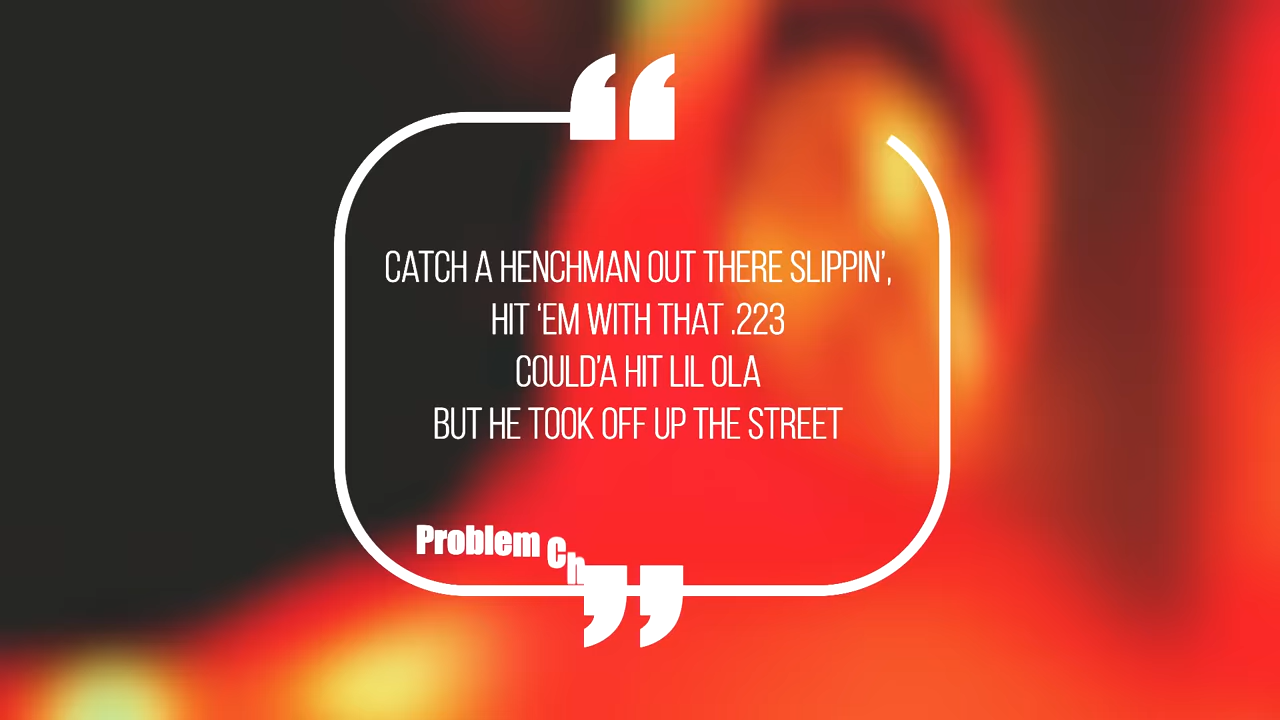 CATCH A HENCHMAN OUT THERE SLIPPIN’,
HIT ‘EM WITH THAT .223
COULD’A HIT LIL OLA
BUT HE TOOK OFF UP THE STREET
Problem Ch